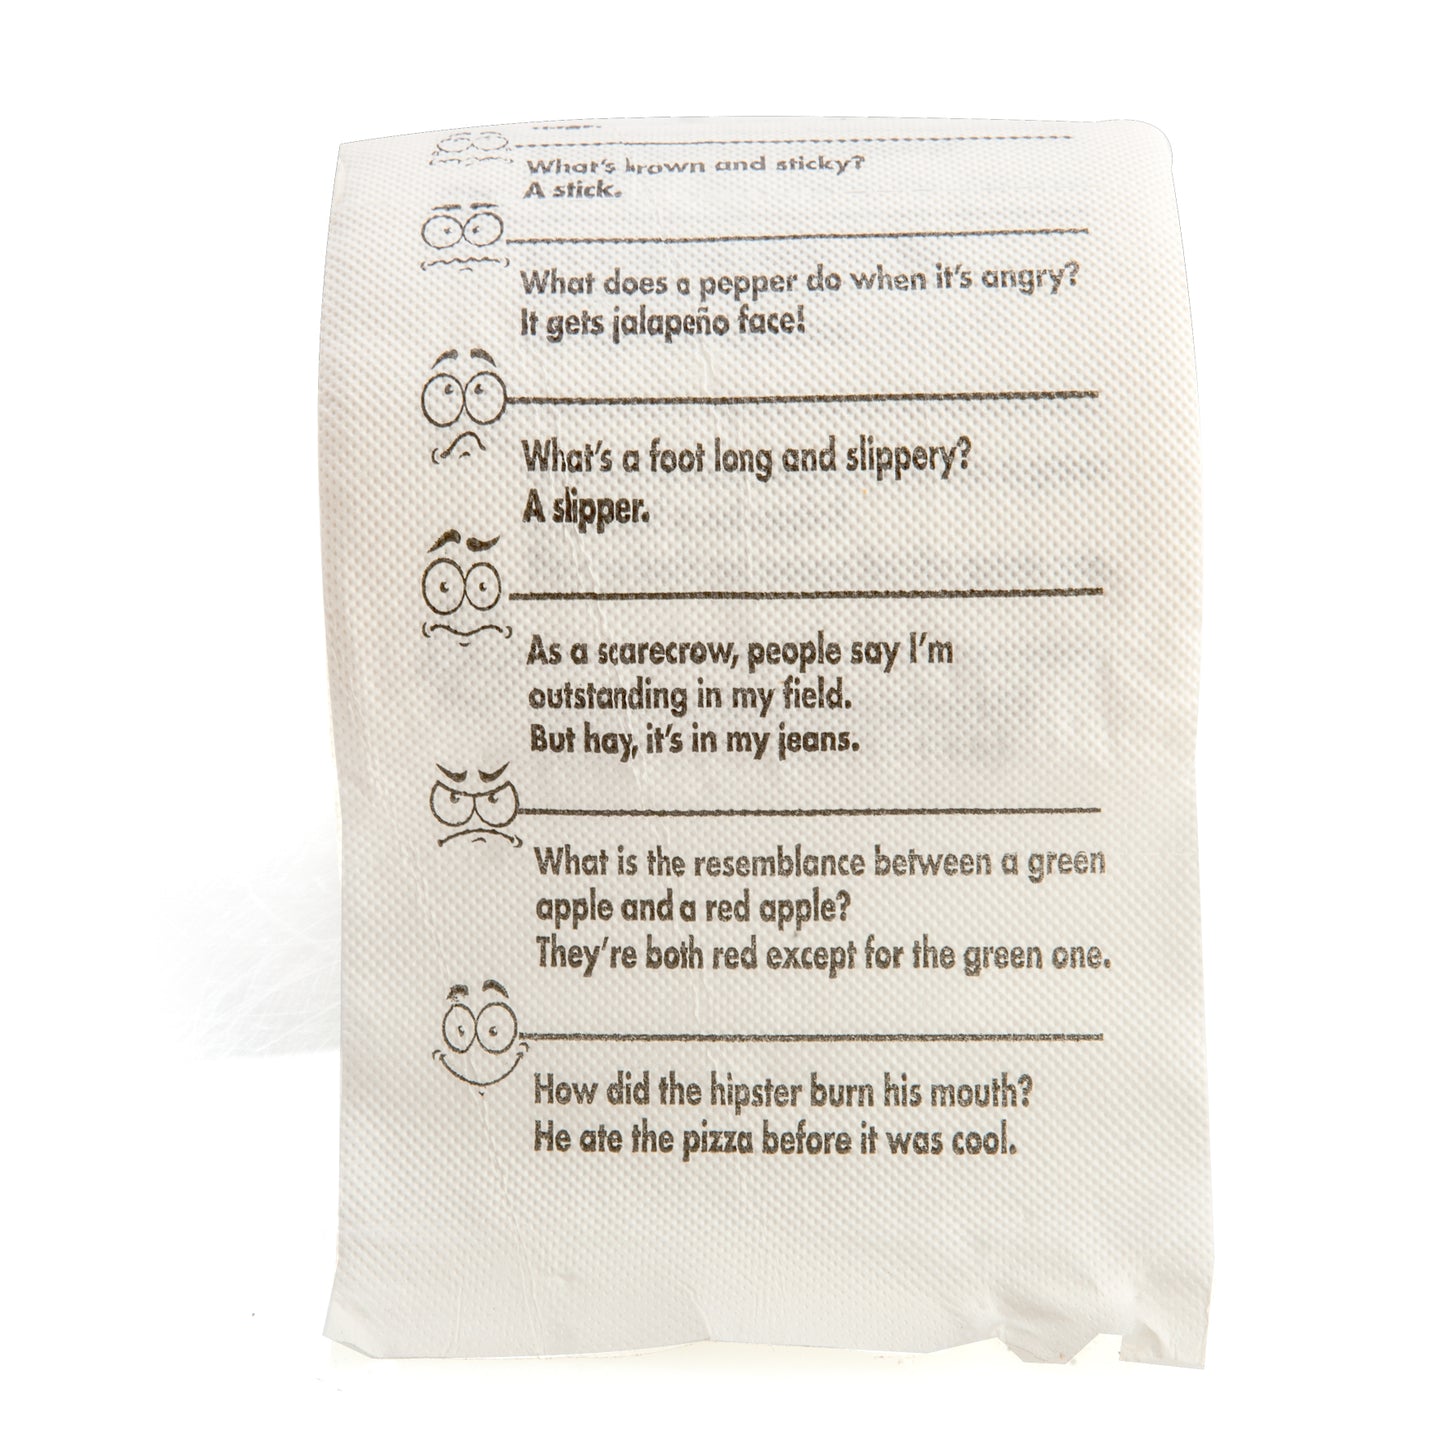 What's brown and sticky?
A stick.
What does a pepper do when it's angry?
It gets jalapeño face!
What's a foot long and slippery?
A slipper.
As a scarecrow, people say I'm
outstanding in my field.
But hay, it's in my jeans.
What is the resemblance between a green
apple and a red apple?
They're both red except for the green one.
How did the hipster burn his mouth?
He ate the pizza before it was cool.